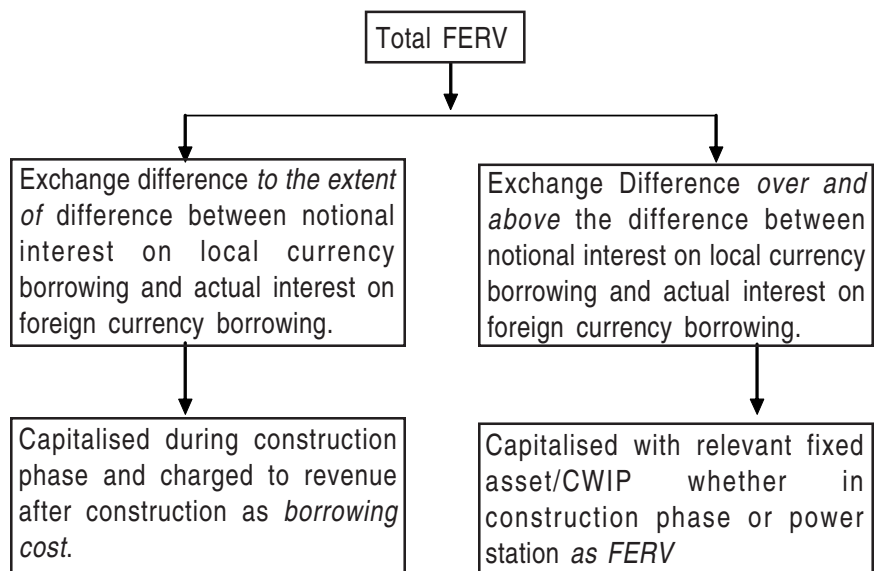 Total FERV
Exchange difference to the extent
of difference between notional
interest on local currency
borrowing and actual interest on
foreign currency borrowing.
Exchange Difference over and
above the difference between
notional interest on local currency
borrowing and actual interest on
foreign currency borrowing.
Capitalised during construction
phase and charged to revenue
after construction as borrowing
cost.
Capitalised with relevant fixed
asset/CWIP whether in
construction phase or power
station as FERV